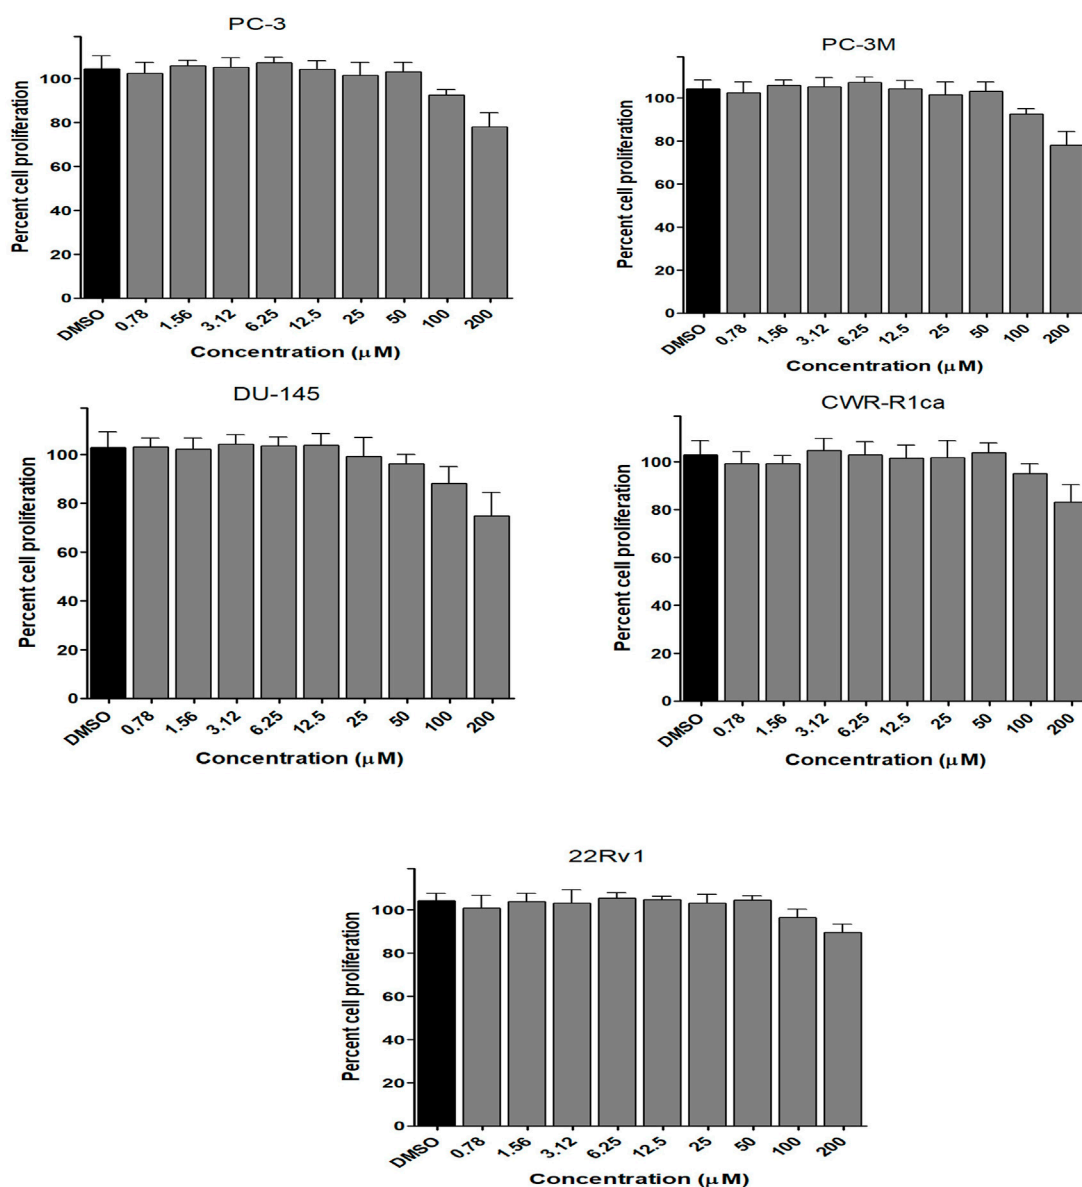 PC-3
Percent cell proliferation
100
80
60
40
20
0
DMSO 0.78 1.56 3.12 6.25 12.5 25 50 100 200
Concentration (μM)
PC-3M
Percent cell proliferation
100
80
60
40
20
0
DMSO 0.78 1.56 3.12 6.25 12.5 25 50 100 200
Concentration (μM)
DU-145
Percent cell proliferation
100
80
60
40
20
0
DMSO 0.78 1.56 3.12 6.25 12.5 25 50 100 200
Concentration (μM)
CWR-R1ca
Percent cell proliferation
100
80
60
40
20
0
DMSO 0.78 1.56 3.12 6.25 12.5 25 50 100 200
Concentration (μM)
22Rv1
Percent cell proliferation
100
80
60
40
20
0
DMSO 0.78 1.56 3.12 6.25 12.5 25 50 100 200
Concentration (μM)